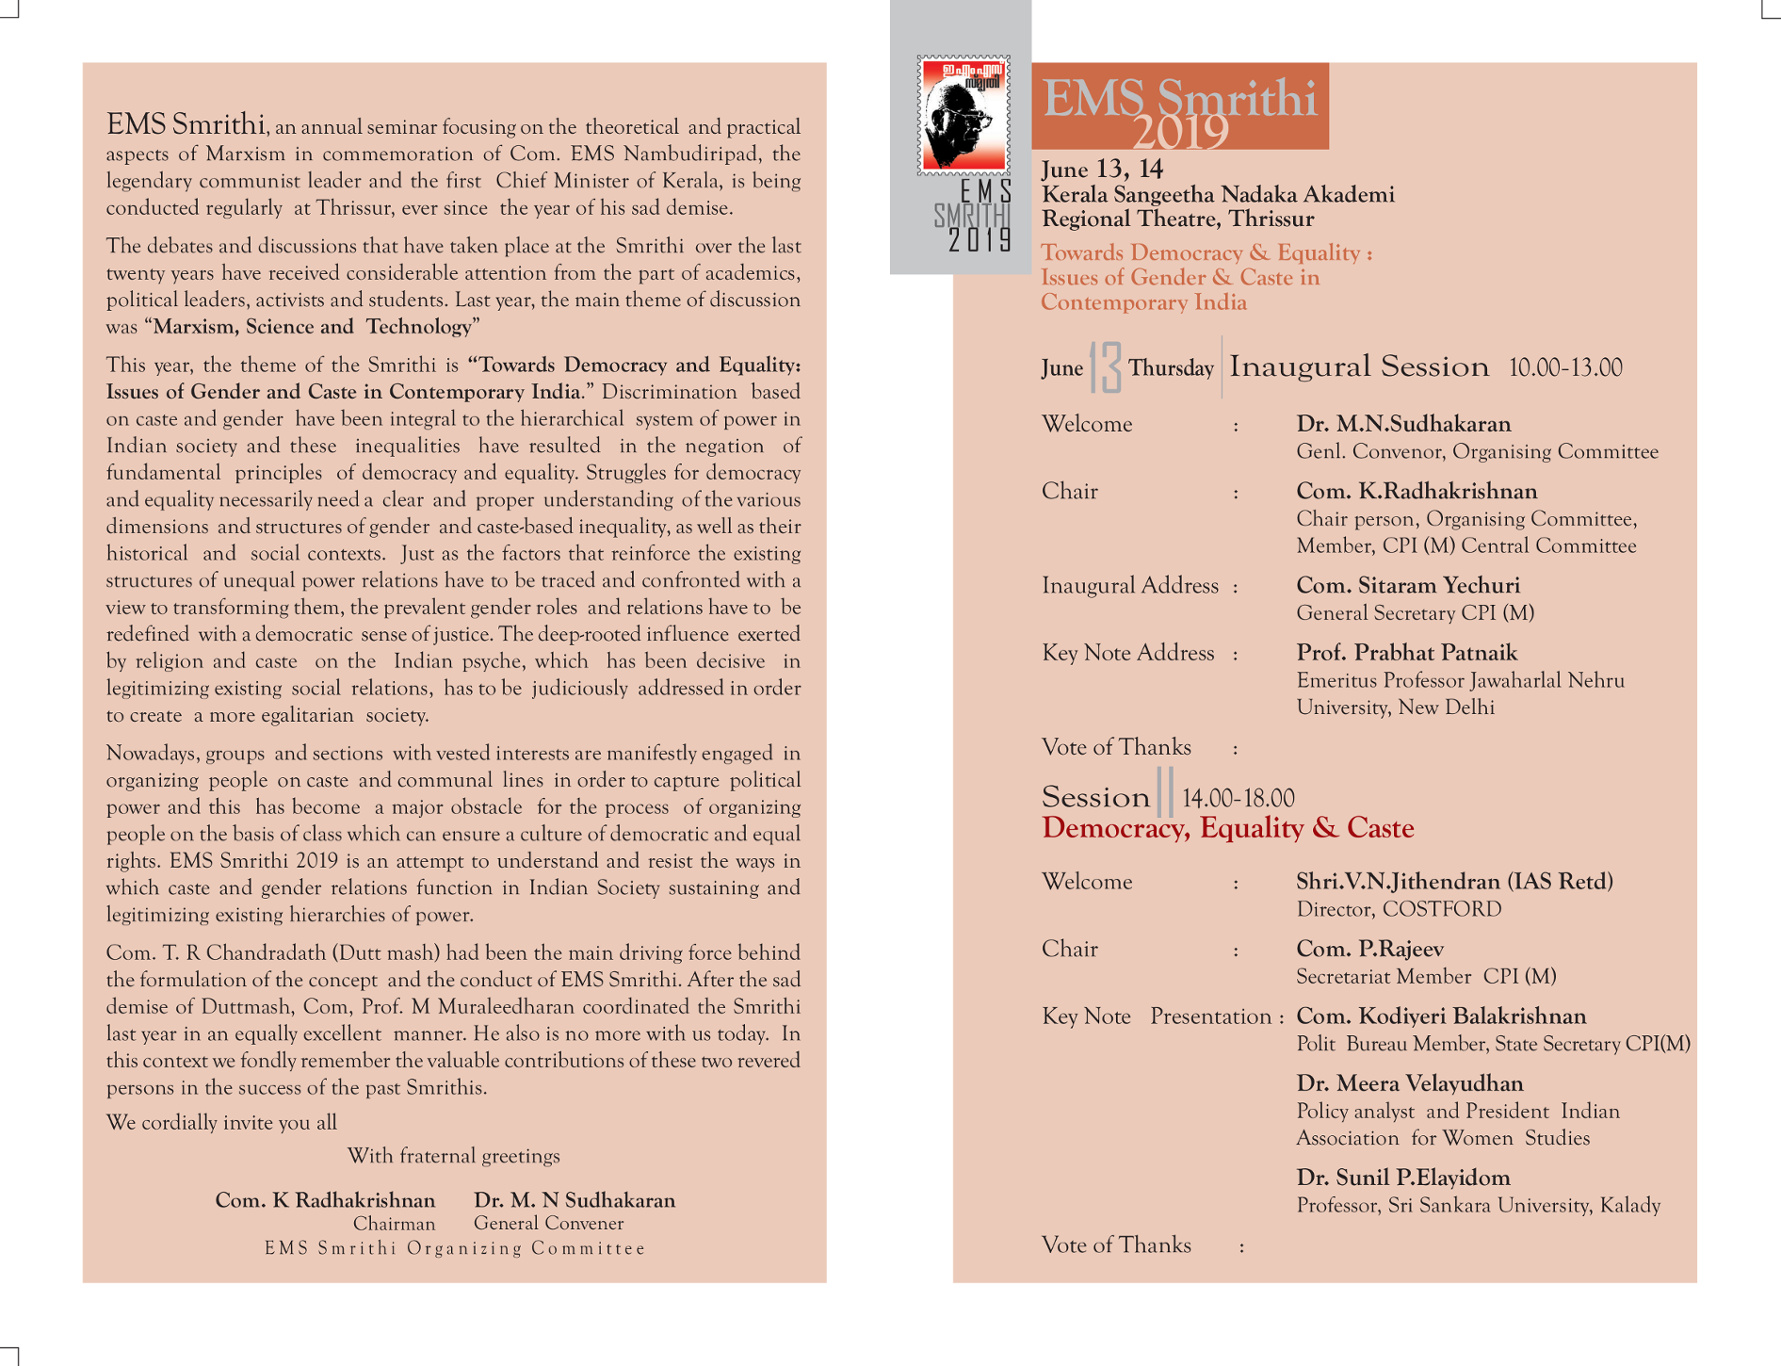 EMS Smrithi, an annual seminar focusing on the theoretical and practical
aspects of Marxism in commemoration of Com. EMS Nambudiripad, the
legendary communist leader and the first Chief Minister of Kerala, is being
conducted regularly at Thrissur, ever since the year of his sad demise.
The debates and discussions that have taken place at the Smrithi over the last
twenty years have received considerable attention from the part of academics,
political leaders, activists and students. Last year, the main theme of discussion
was “Marxism, Science and Technology”
This year, the theme of the Smrithi is “Towards Democracy and Equality:
Issues of Gender and Caste in Contemporary India.” Discrimination based
on caste and gender have been integral to the hierarchical system of power in
Indian society and these inequalities have resulted in the negation of
fundamental principles of democracy and equality. Struggles for democracy
and equality necessarily need a clear and proper understanding of the various
dimensions and structures of gender and caste-based inequality, as well as their
historical and social contexts. Just as the factors that reinforce the existing
structures of unequal power relations have to be traced and confronted with a
view to transforming them, the prevalent gender roles and relations have to be
redefined with a democratic sense of justice. The deep-rooted influence exerted
by religion and caste on the Indian psyche, which has been decisive in
legitimizing existing social relations, has to be judiciously addressed in order
to create a more egalitarian society.
Nowadays, groups and sections with vested interests are manifestly engaged in
organizing people on caste and communal lines in order to capture political
power and this has become a major obstacle for the process of organizing
people on the basis of class which can ensure a culture of democratic and equal
rights. EMS Smrithi 2019 is an attempt to understand and resist the ways in
which caste and gender relations function in Indian Society sustaining and
legitimizing existing hierarchies of power.
Com. T. R Chandradath (Dutt mash) had been the main driving force behind
the formulation of the concept and the conduct of EMS Smrithi. After the sad
demise of Duttmash, Com, Prof. M Muraleedharan coordinated the Smrithi
last year in an equally excellent manner. He also is no more with us today. In
this context we fondly remember the valuable contributions of these two revered
persons in the success of the past Smrithis.
We cordially invite you all
With fraternal greetings
Com. K Radhakrishnan Dr. M. N Sudhakaran
Chairman General Convener
EMS Smrithi Organizing Committee
ഇ എം എസ്
സ്മൃതി
EMS
SMRITHI
2019
EMS Smrithi
2019
June 13, 14
Kerala Sangeetha Nadaka Akademi
Regional Theatre, Thrissur
Towards Democracy & Equality :
Issues of Gender & Caste in
Contemporary India
June 13 Thursday Inaugural Session 10.00-13.00
Welcome : Dr. M.N.Sudhakaran
Genl. Convenor, Organising Committee
Chair : Com. K.Radhakrishnan
Chair person, Organising Committee,
Member, CPI (M) Central Committee
Inaugural Address : Com. Sitaram Yechuri
General Secretary CPI (M)
Key Note Address : Prof. Prabhat Patnaik
Emeritus Professor Jawaharlal Nehru
University, New Delhi
Vote of Thanks :
Session II 14.00-18.00
Democracy, Equality & Caste
Welcome : Shri.V.N.Jithendran (IAS Retd)
Director, COSTFORD
Chair : Com. P.Rajeev
Secretariat Member CPI (M)
Key Note Presentation : Com. Kodiyeri Balakrishnan
Polit Bureau Member, State Secretary CPI(M)
Dr. Meera Velayudhan
Policy analyst and President Indian
Association for Women Studies
Dr. Sunil P.Elayidom
Professor, Sri Sankara University, Kalady
Vote of Thanks :